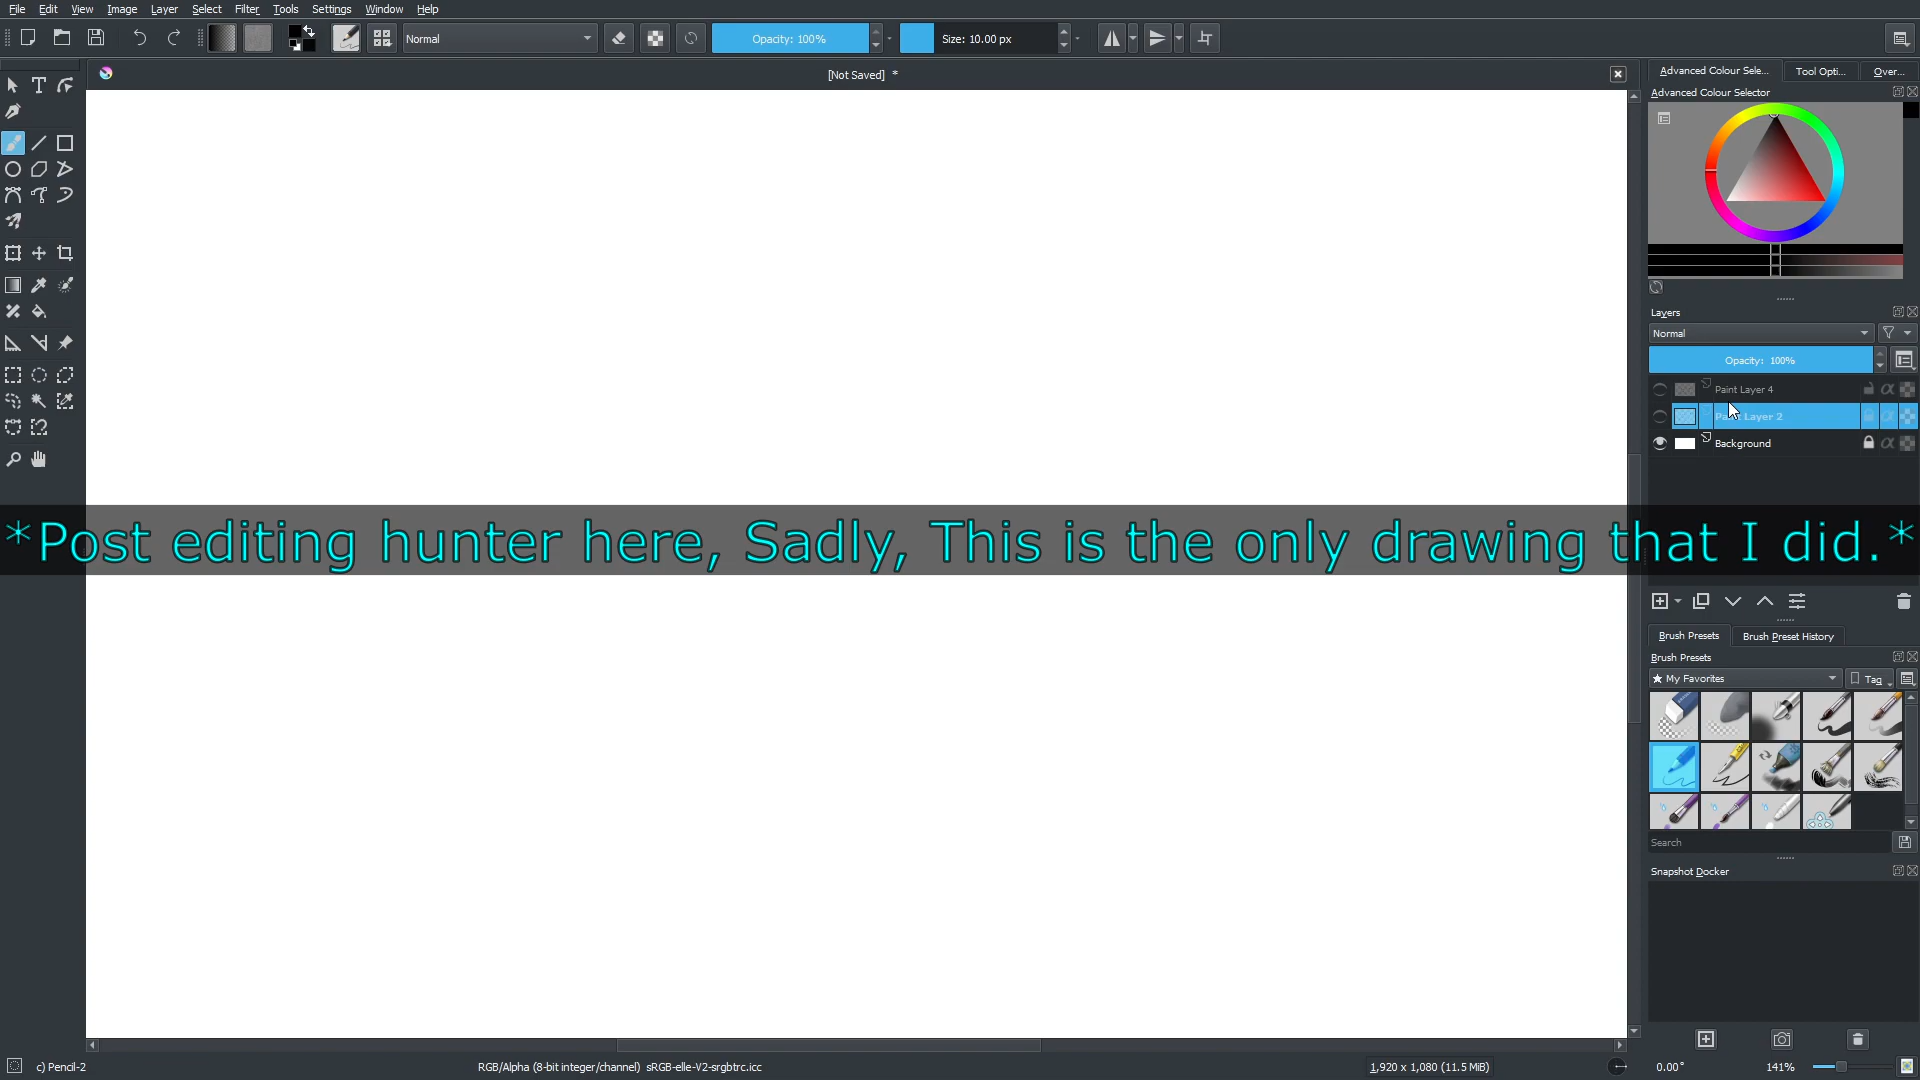 File Edit View Image Layer Select Filter Tools Settings Window Help
Normal Opacity: 100% Size: 10.00 px
[Not Saved] *
Advanced Colour Sele... Tool Opti... Over...
Advanced Colour Selector
Layers
Normal
Opacity: 100%
Paint Layer 4
Paint Layer 2
Background
*Post editing hunter here, Sadly, This is the only drawing that I did.*
Brush Presets Brush Preset History
Brush Presets
My Favorites Tag
Search
Snapshot Docker
c) Pencil-2 RGB/Alpha (8-bit integer/channel) sRGB-elle-V2-srgbtrc.icc 1,920 x 1,080 (11.5 MiB) 0.00° 141%